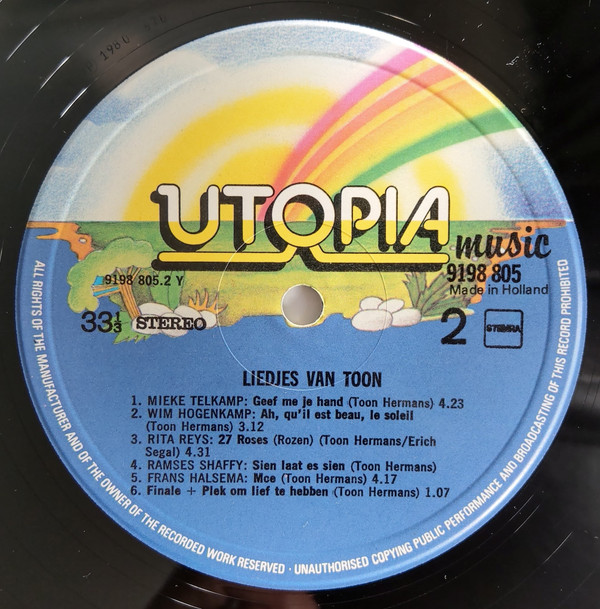 UTOPIA
music
9198 805.2 Y
9198 805
Made in Holland
33⅓ STEREO
2 STEMRA
LIEDJES VAN TOON
1. MIEKE TELKAMP: Geef me je hand (Toon Hermans) 4.23
2. WIM HOGENKAMP: Ah, qu'il est beau, le soleil
(Toon Hermans) 3.12
3. RITA REYS: 27 Roses (Rozen) (Toon Hermans/Erich
Segal) 4.31
4. RAMSES SHAFFY: Sien laat es sien (Toon Hermans)
5. FRANS HALSEMA: Mce (Toon Hermans) 4.17
6. Finale + Plek om lief te hebben (Toon Hermans) 1.07
ALL RIGHTS OF THE MANUFACTURER AND OF THE OWNER OF THE RECORDED WORK RESERVED · UNAUTHORISED COPYING PUBLIC PERFORMANCE AND BROADCASTING OF THIS RECORD PROHIBITED